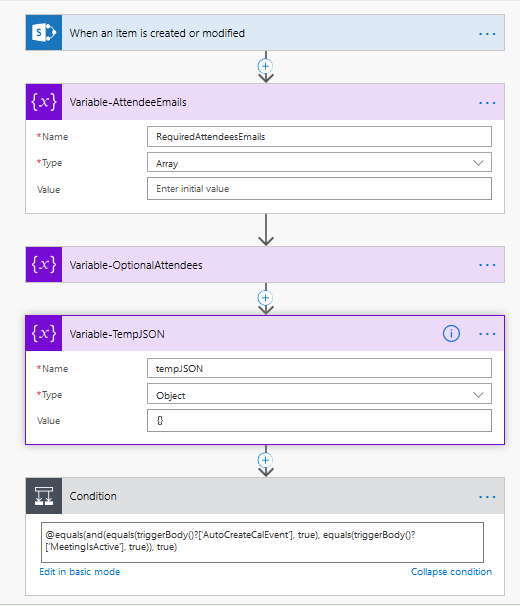 When an item is created or modified
Variable-AttendeeEmails
*Name RequiredAttendeesEmails
*Type Array
Value Enter initial value
Variable-OptionalAttendees
Variable-TempJSON
*Name tempJSON
*Type Object
Value {}
Condition
@equals(and(equals(triggerBody()?['AutoCreateCalEvent'], true), equals(triggerBody()?
['MeetingIsActive'], true)), true)
Edit in basic mode Collapse condition